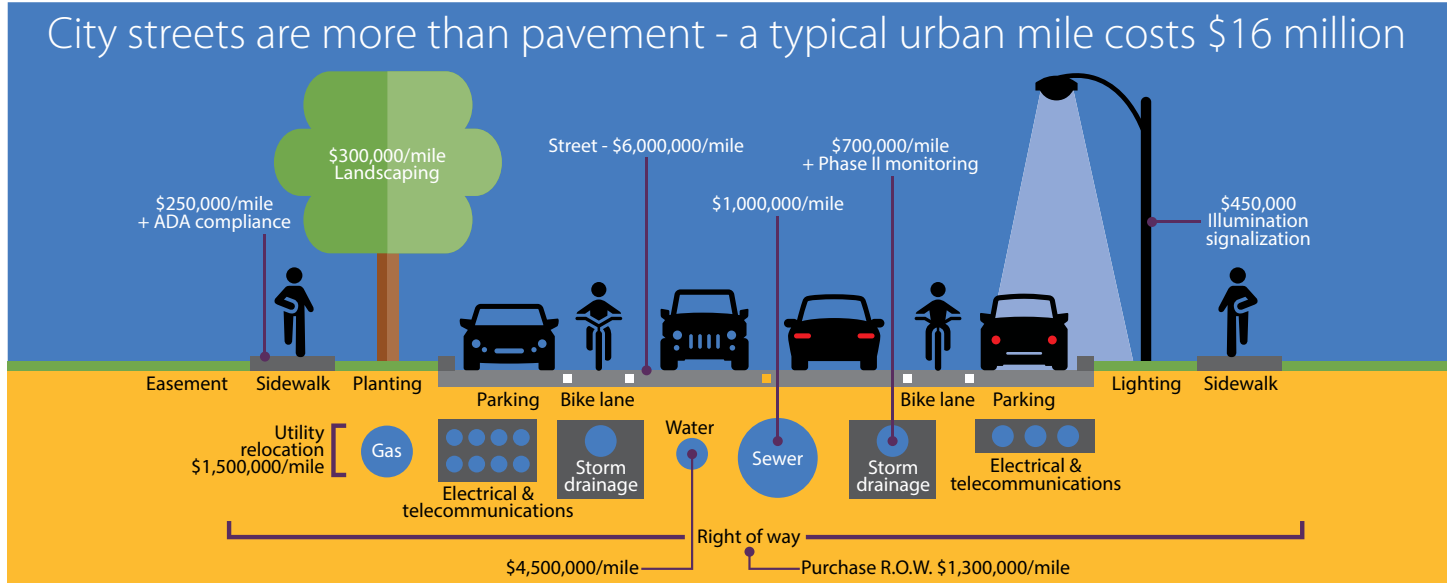 City streets are more than pavement - a typical urban mile costs $16 million
$300,000/mile
Landscaping
Street - $6,000,000/mile
$700,000/mile
+ Phase II monitoring
$250,000/mile
+ ADA compliance
$1,000,000/mile
$450,000
Illumination
signalization
Easement
Sidewalk
Planting
Parking
Bike lane
Bike lane
Parking
Lighting
Sidewalk
Utility
relocation
$1,500,000/mile
Gas
Electrical &
telecommunications
Storm
drainage
Water
Sewer
Storm
drainage
Electrical &
telecommunications
Right of way
$4,500,000/mile
Purchase R.O.W. $1,300,000/mile